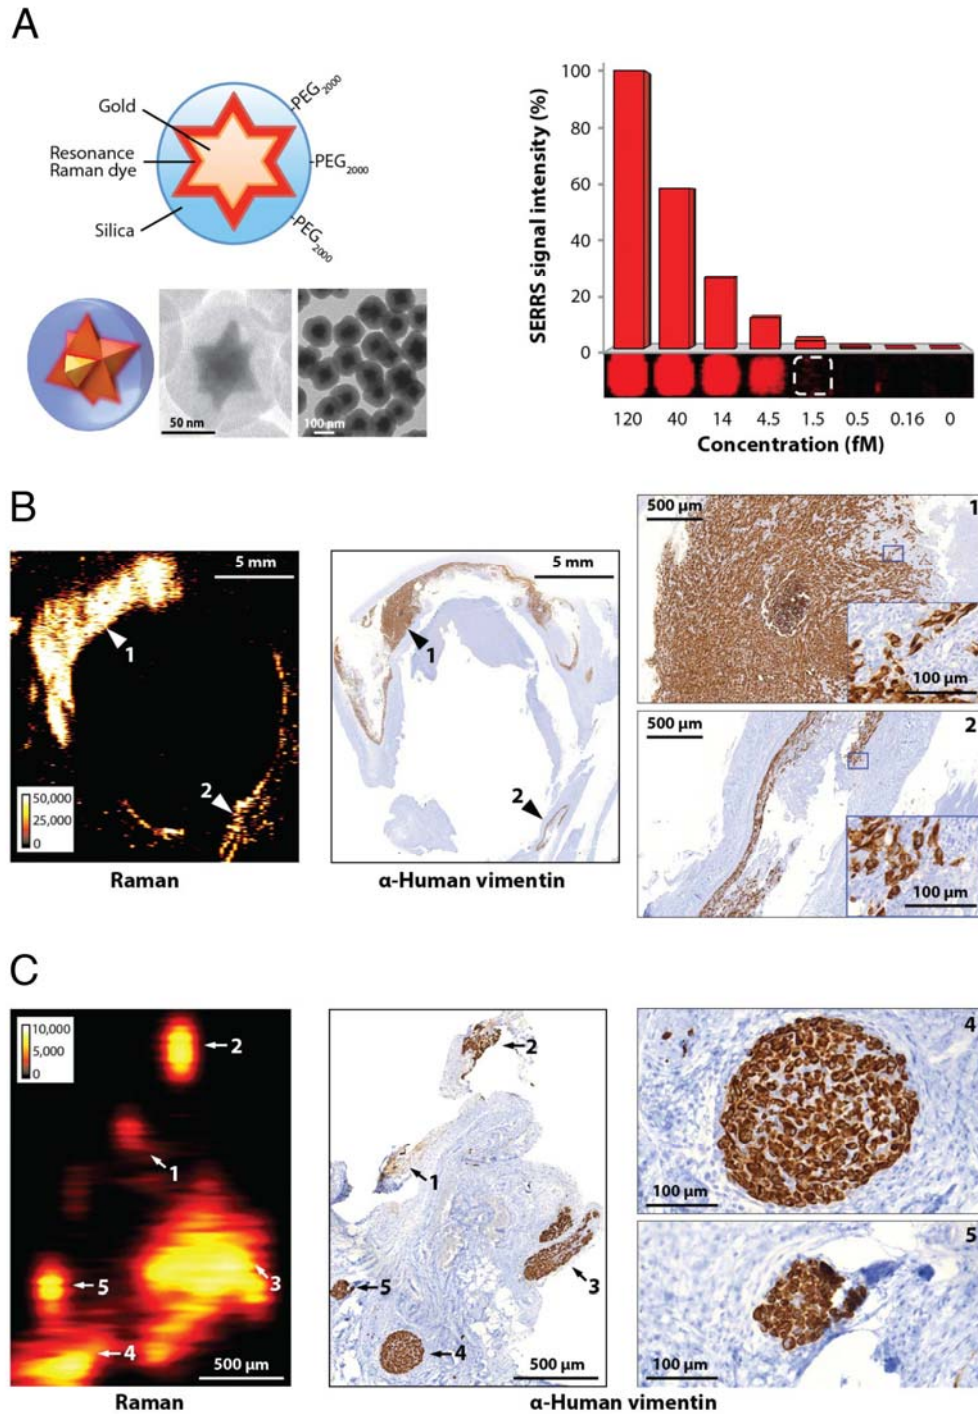 A
Gold
Resonance
Raman dye
Silica
-PEG2000
-PEG2000
-PEG2000
50 nm
100 nm
SERRS signal intensity (%)
100
80
60
40
20
0
120 40 14 4.5 1.5 0.5 0.16 0
Concentration (fM)
B
5 mm
1
2
50,000
25,000
0
Raman
5 mm
1
2
α-Human vimentin
500 µm
1
100 µm
500 µm
2
100 µm
C
10,000
5,000
0
2
1
3
5
4
500 µm
Raman
2
1
3
5
4
500 µm
4
100 µm
5
100 µm
α-Human vimentin